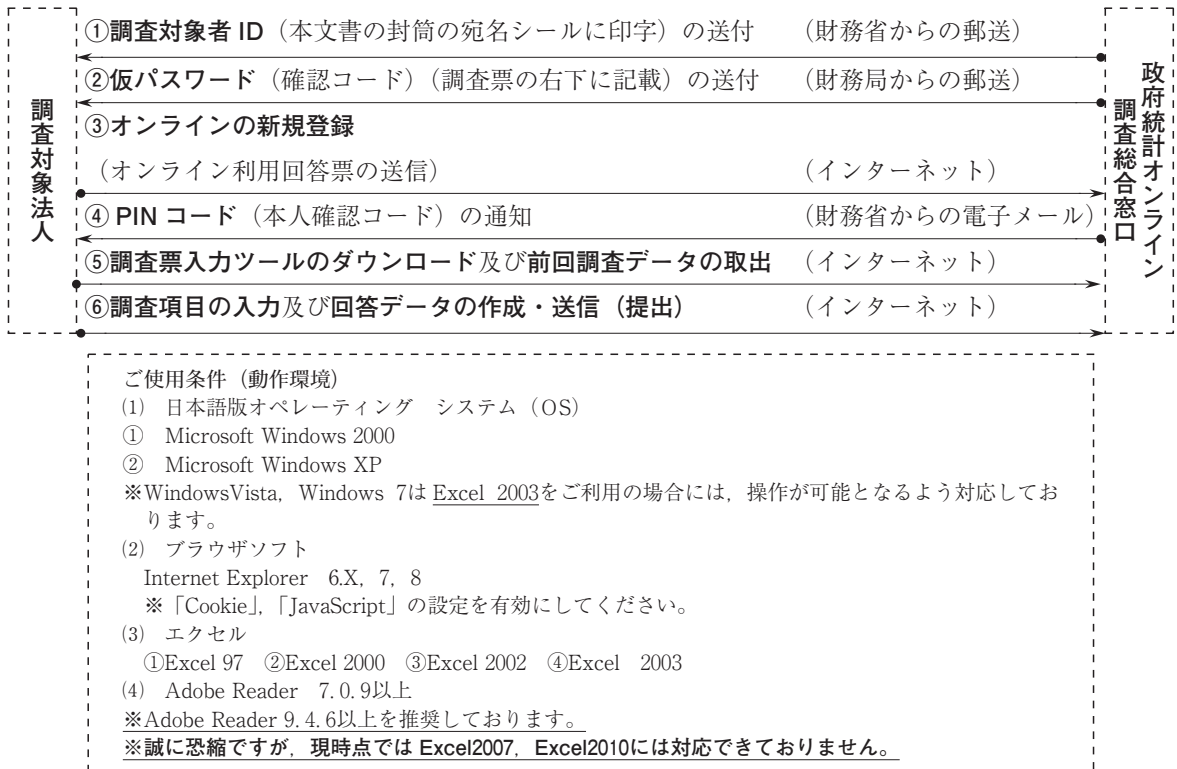 ①調査対象者 ID（本文書の封筒の宛名シールに印字）の送付　（財務省からの郵送）
②仮パスワード（確認コード）（調査票の右下に記載）の送付　（財務局からの郵送）
③オンラインの新規登録
（オンライン利用回答票の送信）　（インターネット）
④ PIN コード（本人確認コード）の通知　（財務省からの電子メール）
⑤調査票入力ツールのダウンロード及び前回調査データの取出　（インターネット）
⑥調査項目の入力及び回答データの作成・送信（提出）　（インターネット）
調査対象法人
政府統計オンライン
調査総合窓口
ご使用条件（動作環境）
⑴　日本語版オペレーティング　システム（OS）
①　Microsoft Windows 2000
②　Microsoft Windows XP
※WindowsVista，Windows 7は Excel 2003をご利用の場合には，操作が可能となるよう対応してお
ります。
⑵　ブラウザソフト
Internet Explorer　6.X，7，8
※「Cookie」，「JavaScript」の設定を有効にしてください。
⑶　エクセル
①Excel 97　②Excel 2000　③Excel 2002　④Excel　2003
⑷　Adobe Reader　7.0.9以上
※Adobe Reader 9.4.6以上を推奨しております。
※誠に恐縮ですが，現時点では Excel2007，Excel2010には対応できておりません。